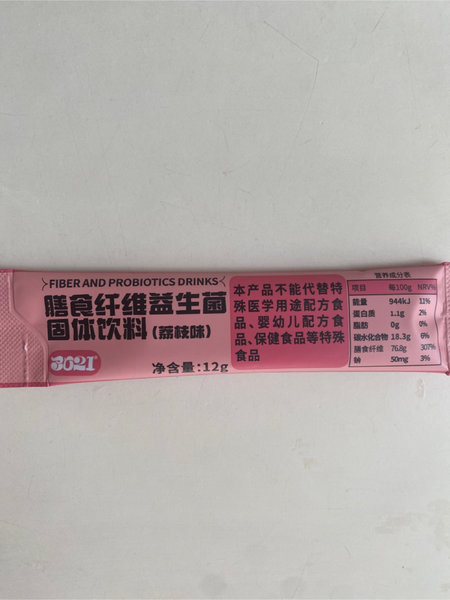 FIBER AND PROBIOTICS DRINKS
膳食纤维益生菌
固体饮料(荔枝味)
3021
净含量:12g
本产品不能代替特
殊医学用途配方食
品、婴幼儿配方食
品、保健食品等特殊
食品
营养成分表
项目 每100g NRV%
能量 944kJ 11%
蛋白质 1.1g 2%
脂肪 0g 0%
碳水化合物 18.3g 6%
膳食纤维 76.8g 307%
钠 50mg 3%